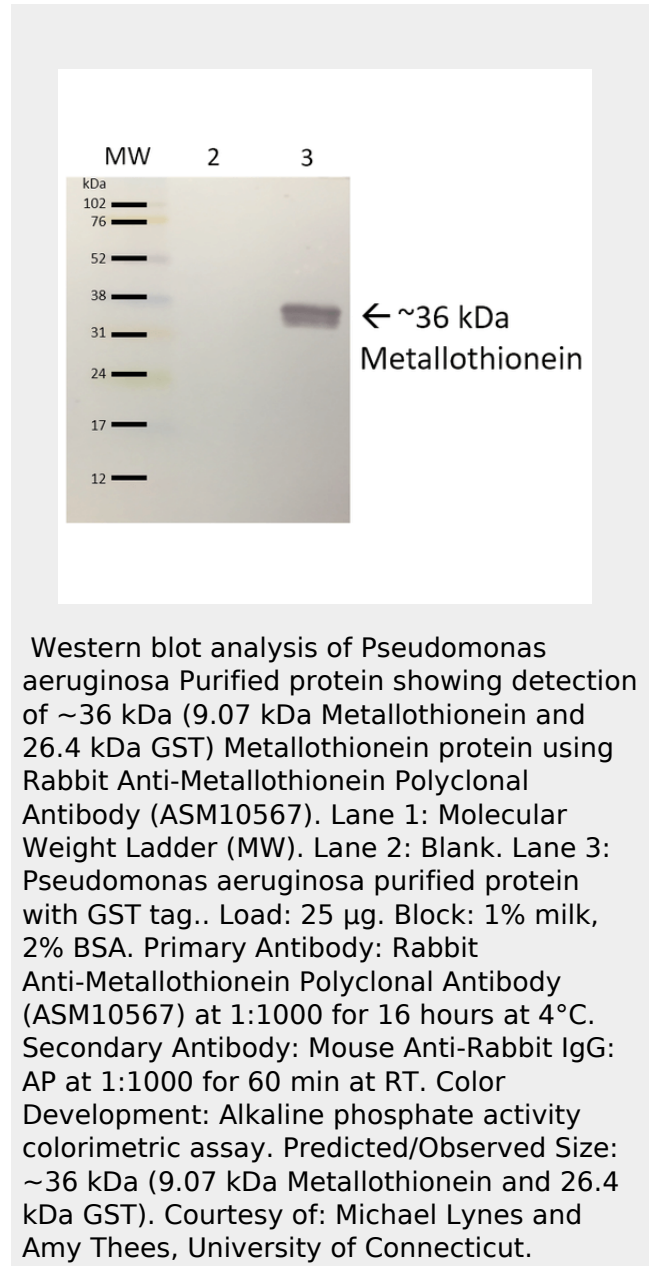 MW 2 3
kDa
102
76
52
38
31
24
17
12
← ~36 kDa
Metallothionein
Western blot analysis of Pseudomonas
aeruginosa Purified protein showing detection
of ~36 kDa (9.07 kDa Metallothionein and
26.4 kDa GST) Metallothionein protein using
Rabbit Anti-Metallothionein Polyclonal
Antibody (ASM10567). Lane 1: Molecular
Weight Ladder (MW). Lane 2: Blank. Lane 3:
Pseudomonas aeruginosa purified protein
with GST tag.. Load: 25 µg. Block: 1% milk,
2% BSA. Primary Antibody: Rabbit
Anti-Metallothionein Polyclonal Antibody
(ASM10567) at 1:1000 for 16 hours at 4°C.
Secondary Antibody: Mouse Anti-Rabbit IgG:
AP at 1:1000 for 60 min at RT. Color
Development: Alkaline phosphate activity
colorimetric assay. Predicted/Observed Size:
~36 kDa (9.07 kDa Metallothionein and 26.4
kDa GST). Courtesy of: Michael Lynes and
Amy Thees, University of Connecticut.